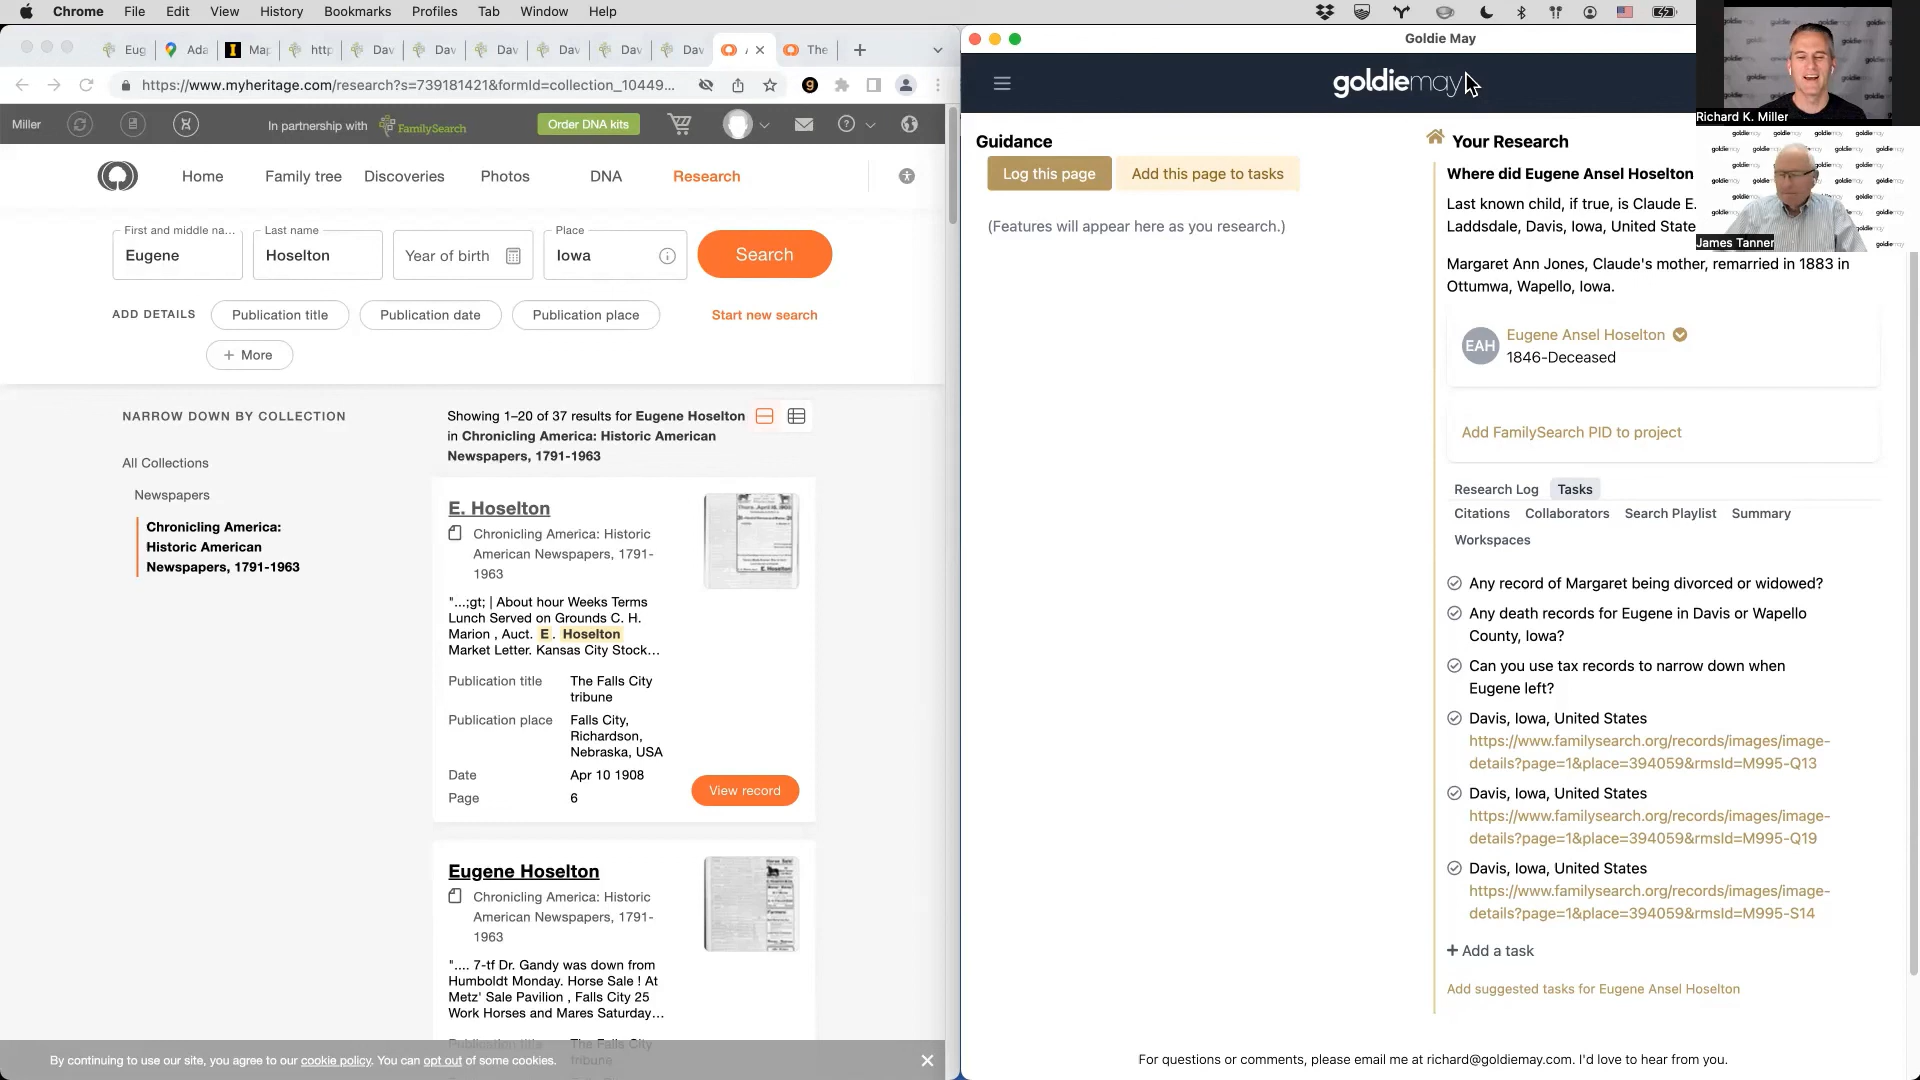 Chrome File Edit View History Bookmarks Profiles Tab Window Help
Eug Ada Map http Dav Dav Dav Dav Dav Dav The
https://www.myheritage.com/research?s=739181421&formId=collection_10449...
Miller In partnership with FamilySearch Order DNA kits
Home Family tree Discoveries Photos DNA Research
First and middle na... Last name Place
Eugene Hoselton Year of birth Iowa Search
ADD DETAILS Publication title Publication date Publication place Start new search
+ More
NARROW DOWN BY COLLECTION
All Collections
Newspapers
Chronicling America:
Historic American
Newspapers, 1791-1963
Showing 1–20 of 37 results for Eugene Hoselton
in Chronicling America: Historic American
Newspapers, 1791-1963
E. Hoselton
Chronicling America: Historic
American Newspapers, 1791-
1963
"...;gt; | About hour Weeks Terms
Lunch Served on Grounds C. H.
Marion , Auct. E . Hoselton
Market Letter. Kansas City Stock...
Publication title The Falls City
tribune
Publication place Falls City,
Richardson,
Nebraska, USA
Date Apr 10 1908
Page 6
View record
Eugene Hoselton
Chronicling America: Historic
American Newspapers, 1791-
1963
".... 7-tf Dr. Gandy was down from
Humboldt Monday. Horse Sale ! At
Metz' Sale Pavilion , Falls City 25
Work Horses and Mares Saturday...
Publication title The Falls City
tribune
By continuing to use our site, you agree to our cookie policy. You can opt out of some cookies.
Goldie May
goldiemay
Guidance
Log this page Add this page to tasks
(Features will appear here as you research.)
Your Research
Where did Eugene Ansel Hoselton
Last known child, if true, is Claude E.
Laddsdale, Davis, Iowa, United State
Margaret Ann Jones, Claude's mother, remarried in 1883 in
Ottumwa, Wapello, Iowa.
EAH Eugene Ansel Hoselton
1846-Deceased
Add FamilySearch PID to project
Research Log Tasks
Citations Collaborators Search Playlist Summary
Workspaces
Any record of Margaret being divorced or widowed?
Any death records for Eugene in Davis or Wapello
County, Iowa?
Can you use tax records to narrow down when
Eugene left?
Davis, Iowa, United States
https://www.familysearch.org/records/images/image-
details?page=1&place=394059&rmsId=M995-Q13
Davis, Iowa, United States
https://www.familysearch.org/records/images/image-
details?page=1&place=394059&rmsId=M995-Q19
Davis, Iowa, United States
https://www.familysearch.org/records/images/image-
details?page=1&place=394059&rmsId=M995-S14
+ Add a task
Add suggested tasks for Eugene Ansel Hoselton
For questions or comments, please email me at richard@goldiemay.com. I'd love to hear from you.
Richard K. Miller
James Tanner